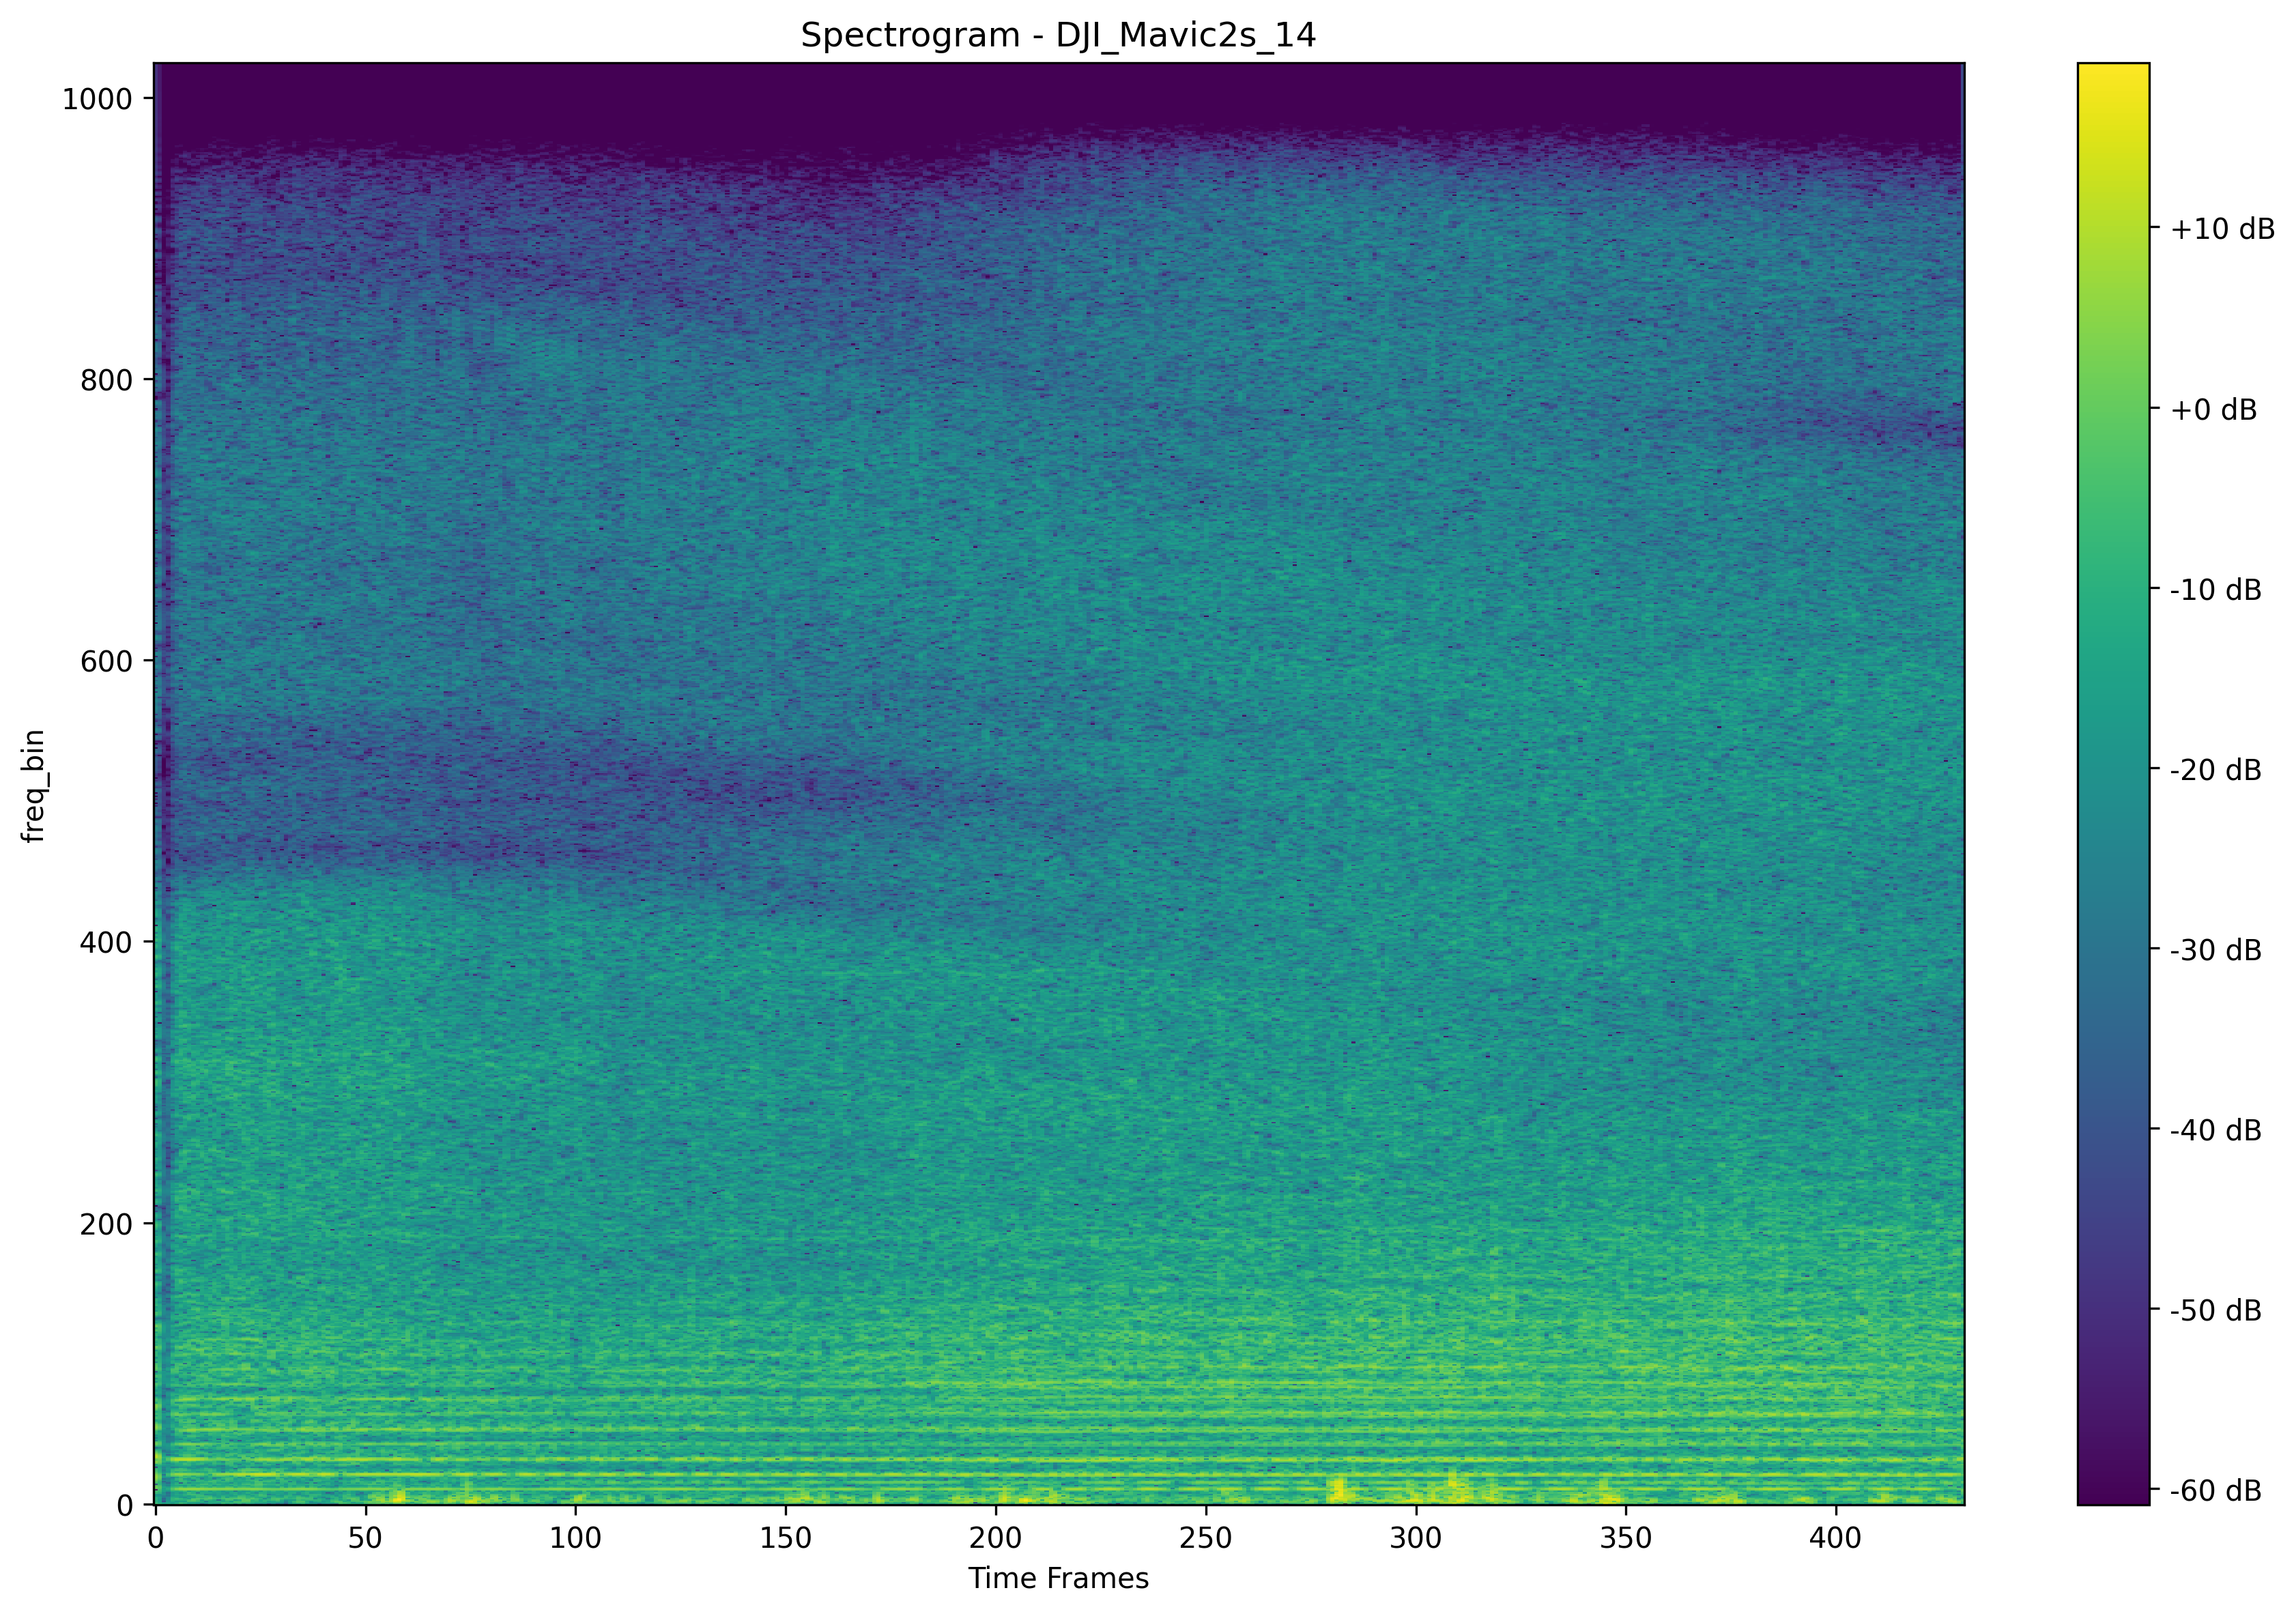 Spectrogram - DJI_Mavic2s_14
1000
800
600
400
200
0
freq_bin
0 50 100 150 200 250 300 350 400
Time Frames
+10 dB
+0 dB
-10 dB
-20 dB
-30 dB
-40 dB
-50 dB
-60 dB